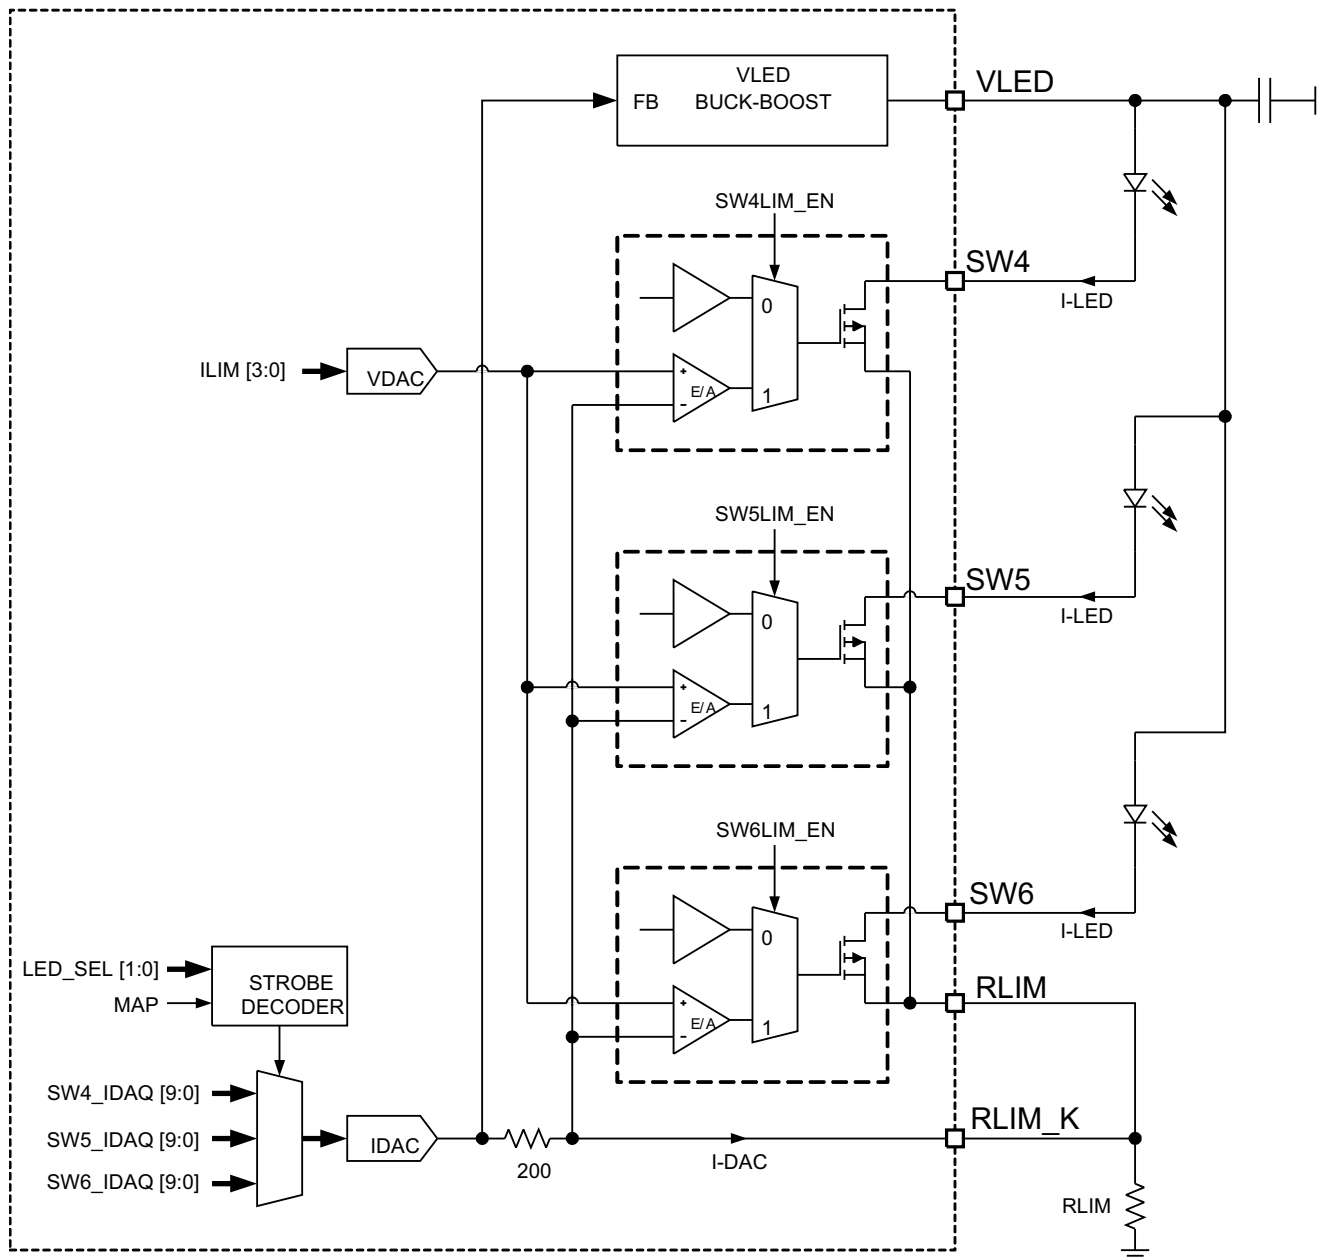 VLED
FB BUCK-BOOST
VLED
SW4LIM_EN
0
SW4
I-LED
ILIM [3:0]
VDAC
+
E/A
-
1
SW5LIM_EN
0
SW5
I-LED
+
E/A
-
1
SW6LIM_EN
0
SW6
I-LED
LED_SEL [1:0]
MAP
STROBE
DECODER
RLIM
+
E/A
-
1
SW4_IDAQ [9:0]
SW5_IDAQ [9:0]
SW6_IDAQ [9:0]
IDAC
200
I-DAC
RLIM_K
RLIM